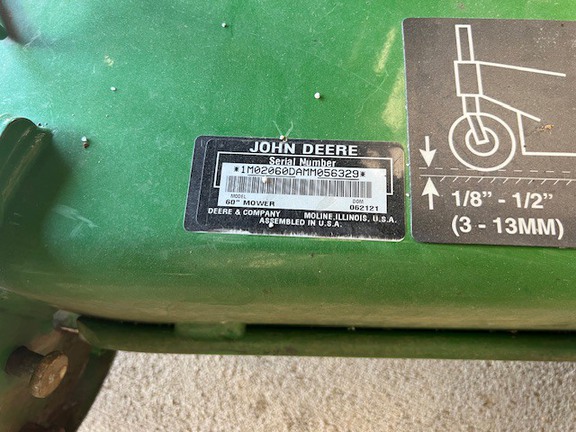 JOHN DEERE
Serial Number
*1M02060DAMM056329*
MODEL DOM
60" MOWER 062121
DEERE & COMPANY MOLINE, ILLINOIS, U.S.A.
ASSEMBLED IN U.S.A.
1/8" - 1/2"
(3 - 13MM)